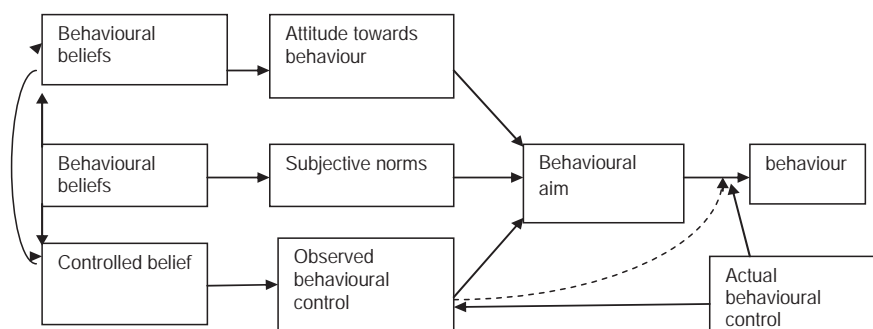 Behavioural
beliefs
Attitude towards
behaviour
Behavioural
beliefs
Subjective norms
Behavioural
aim
behaviour
Controlled belief
Observed
behavioural
control
Actual
behavioural
control